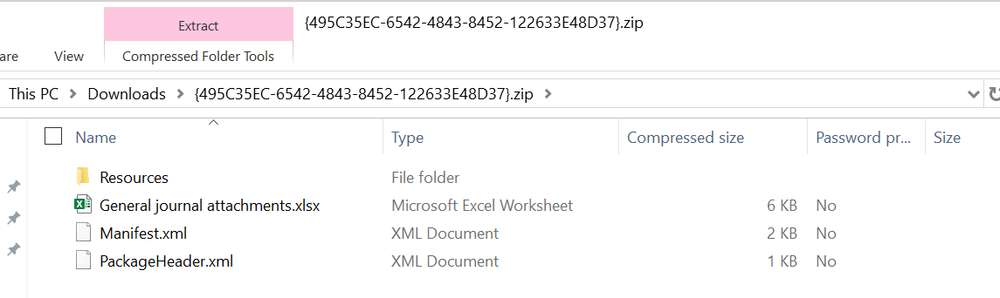 Extract {495C35EC-6542-4843-8452-122633E48D37}.zip
are View Compressed Folder Tools
This PC Downloads {495C35EC-6542-4843-8452-122633E48D37}.zip
Name Type Compressed size Password pr... Size
Resources File folder
General journal attachments.xlsx Microsoft Excel Worksheet 6 KB No
Manifest.xml XML Document 2 KB No
PackageHeader.xml XML Document 1 KB No